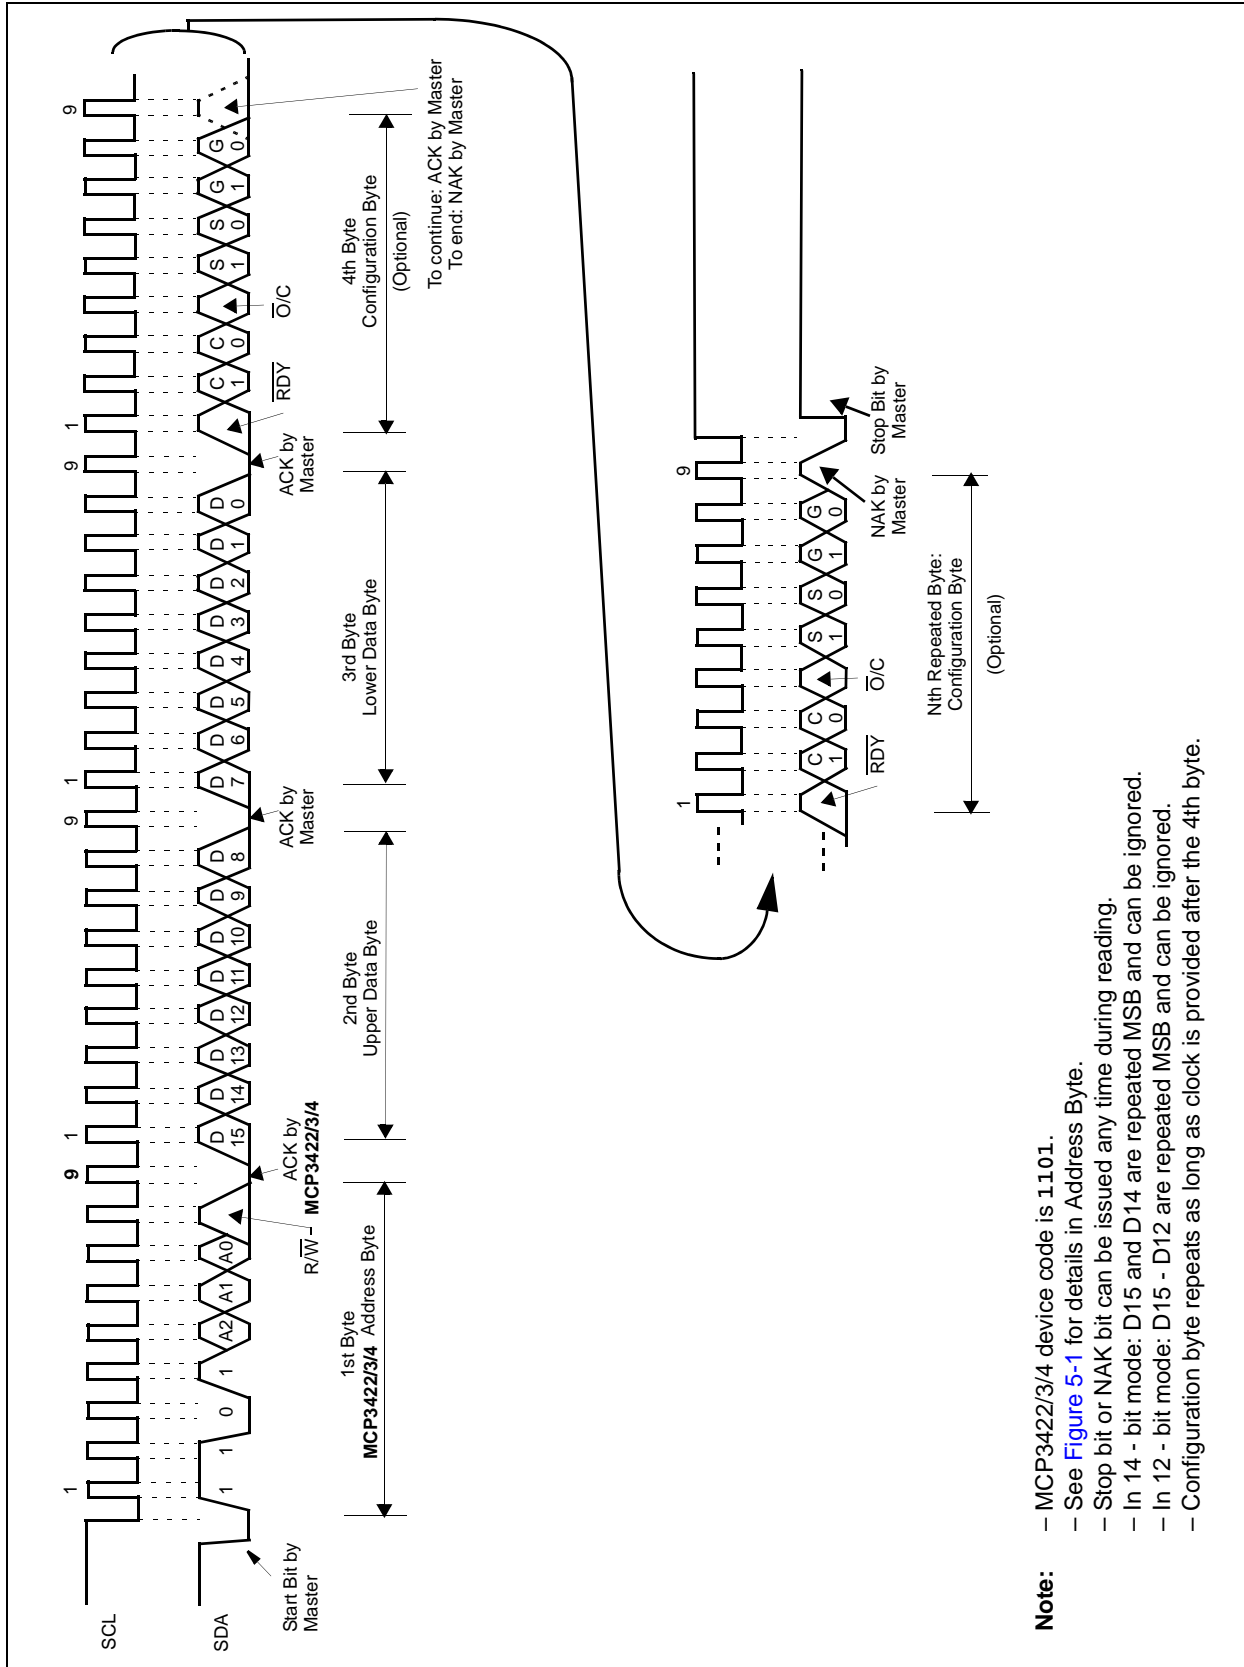 SCL
1
9
1
9
1
9
1
9
SDA
1
1
0
1
A2
A1
A0
D
15
D
14
D
13
D
12
D
11
D
10
D
9
D
8
D
7
D
6
D
5
D
4
D
3
D
2
D
1
D
0
C
1
C
0
S
1
S
0
G
1
G
0
Start Bit by
Master
R/W̅
ACK by
MCP3422/3/4
ACK by
Master
ACK by
Master
R̅D̅Y̅
O̅/C
1st Byte
MCP3422/3/4 Address Byte
2nd Byte
Upper Data Byte
3rd Byte
Lower Data Byte
4th Byte
Configuration Byte
(Optional)
To continue: ACK by Master
To end: NAK by Master
1
9
C
1
C
0
S
1
S
0
G
1
G
0
R̅D̅Y̅
O̅/C
NAK by
Master
Stop Bit by
Master
Nth Repeated Byte:
Configuration Byte
(Optional)
Note: – MCP3422/3/4 device code is 1101.
– See Figure 5-1 for details in Address Byte.
– Stop bit or NAK bit can be issued any time during reading.
– In 14 - bit mode: D15 and D14 are repeated MSB and can be ignored.
– In 12 - bit mode: D15 - D12 are repeated MSB and can be ignored.
– Configuration byte repeats as long as clock is provided after the 4th byte.